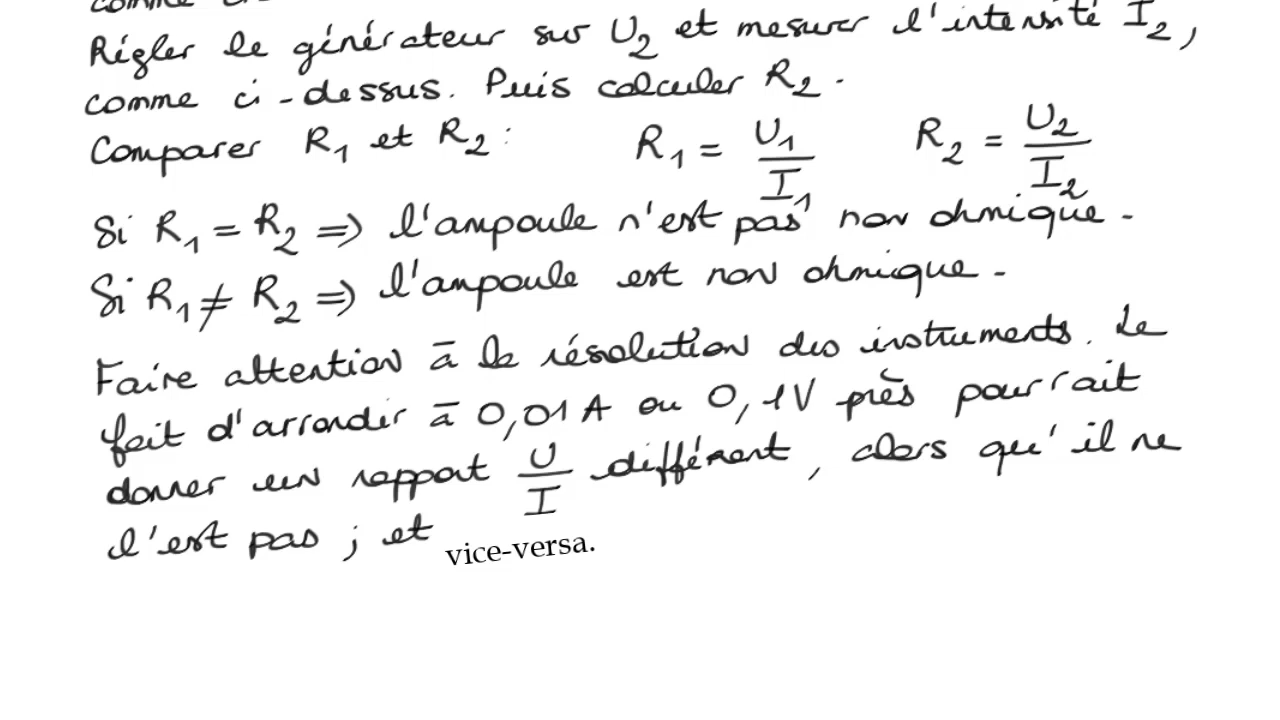 comme
Régler le générateur sur U₂ et mesurer l'intensité I₂,
comme ci-dessus. Puis calculer R₂.
Comparer R₁ et R₂ : R₁ = U₁/I₁ R₂ = U₂/I₂
Si R₁ = R₂ ⇒ l'ampoule n'est pas non ohmique.
Si R₁ ≠ R₂ ⇒ l'ampoule est non ohmique.
Faire attention à la résolution des instruments. Le
fait d'arrondir à 0,01A ou 0,1V près pourrait
donner un rapport U/I différent, alors qu'il ne
l'est pas ; et vice-versa.